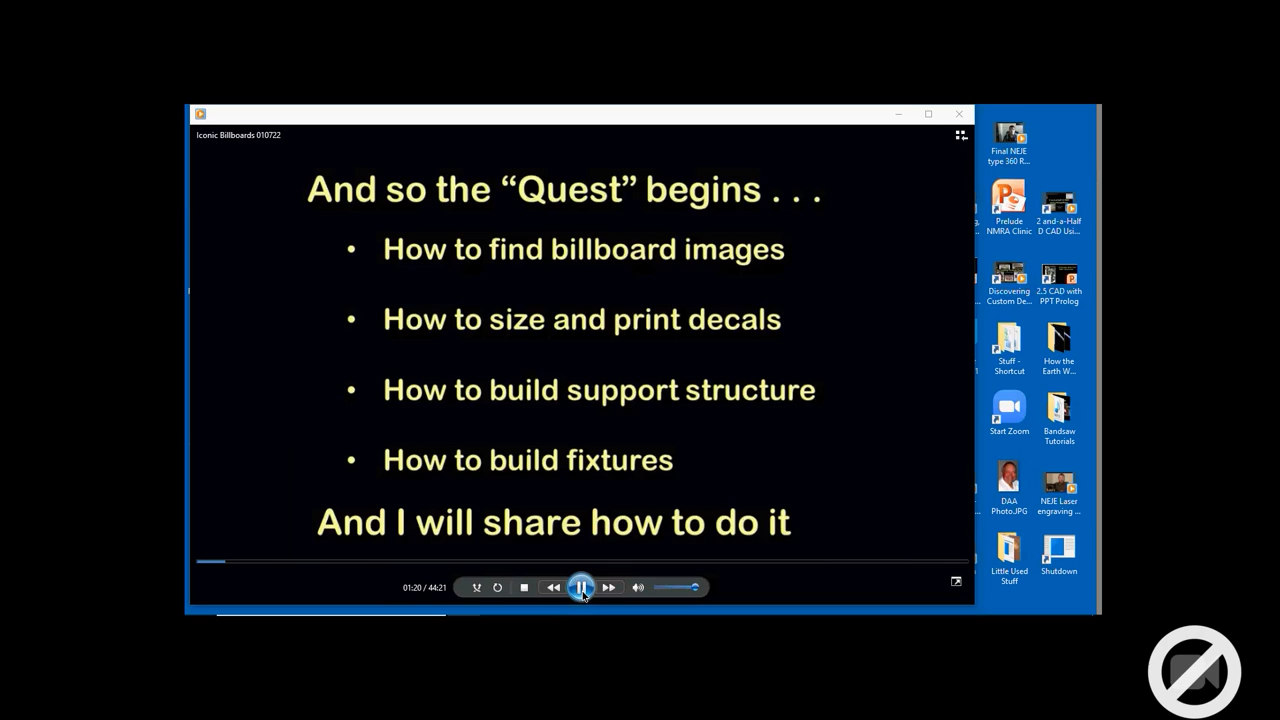 Iconic Billboards 010722
And so the “Quest” begins . . .
• How to find billboard images
• How to size and print decals
• How to build support structure
• How to build fixtures
And I will share how to do it
01:20 / 44:21
Final NEJE
type 360 R...
Prelude
NMRA Clinic
2 and-a-Half
D CAD Usi...
Discovering
Custom De...
2.5 CAD with
PPT Prolog
Stuff -
Shortcut
How the
Earth W...
Start Zoom
Bandsaw
Tutorials
DAA
Photo.JPG
NEJE Laser
engraving ...
Little Used
Stuff
Shutdown